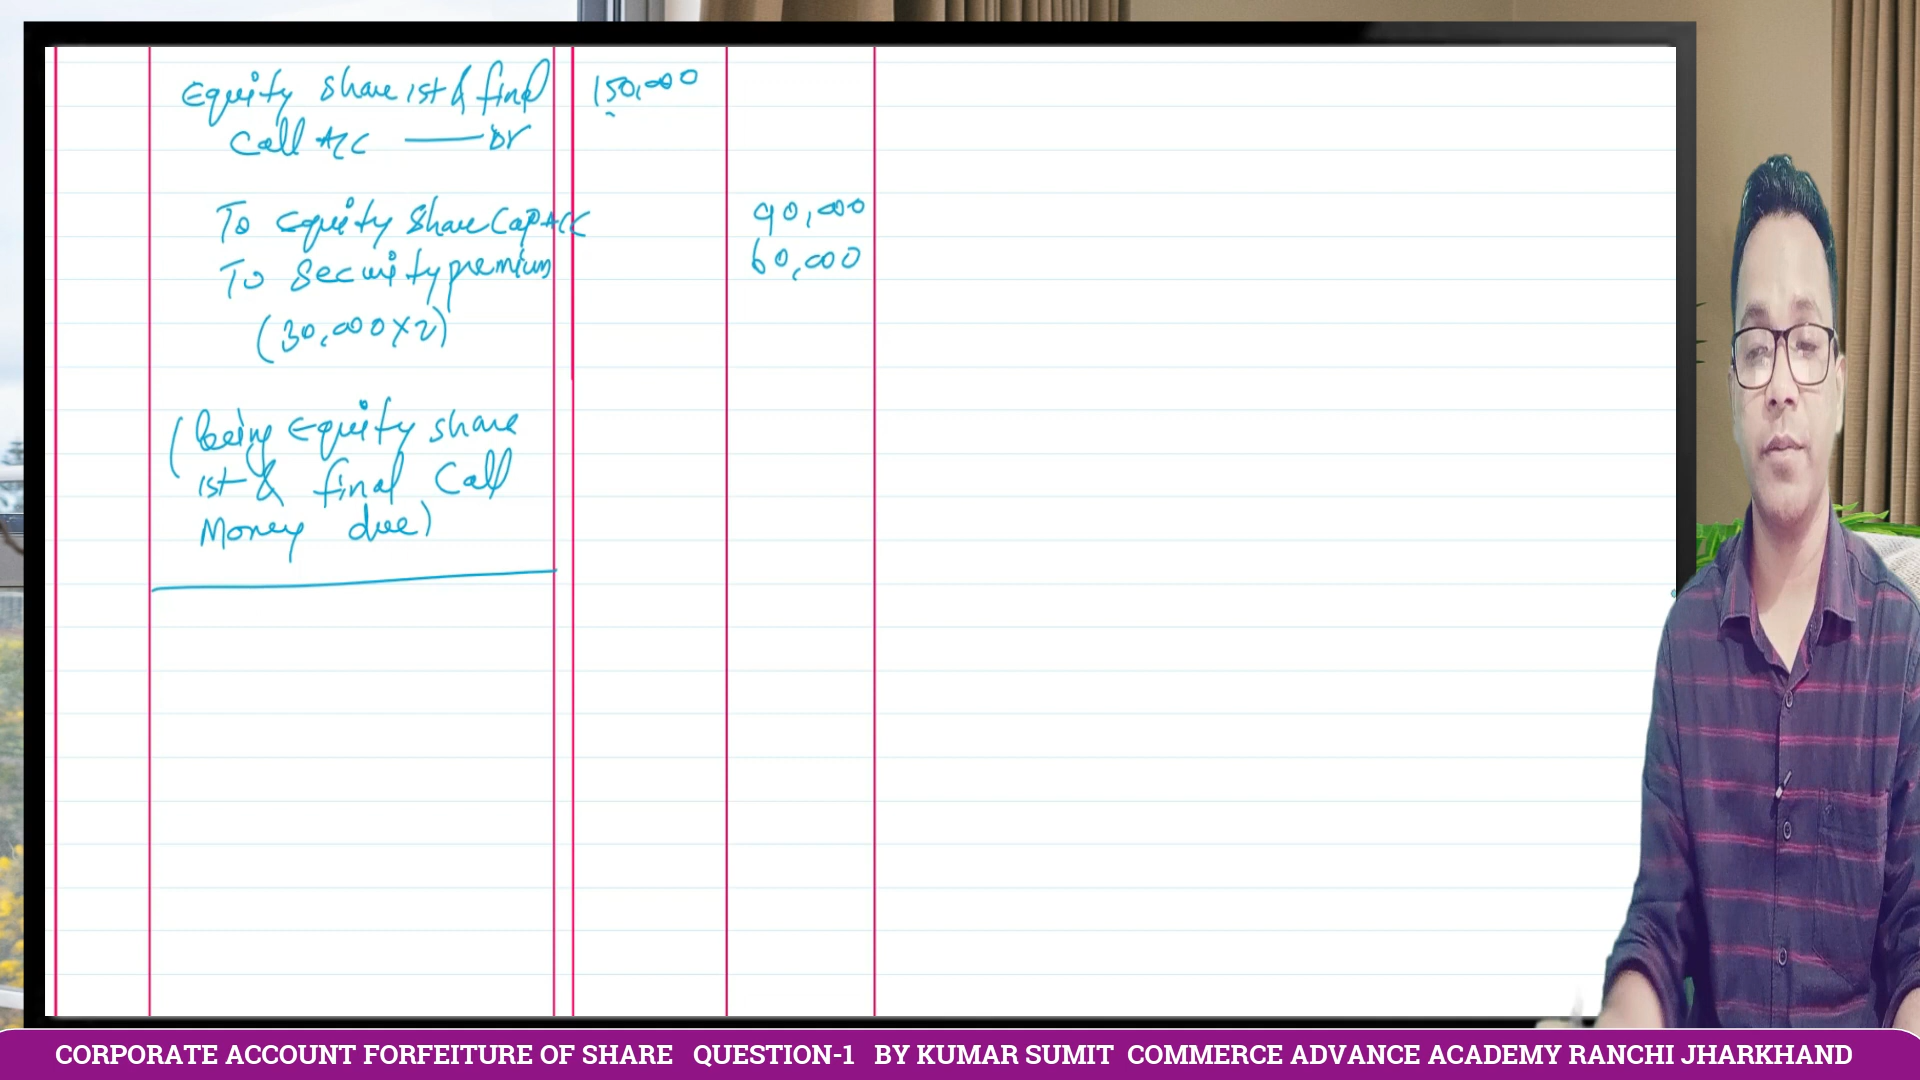 Equity share 1st & final 150,000
Call A/C —— Dr
To Equity Share Cap A/C 90,000
To Security premium 60,000
(30,000 x 2)
(being Equity share
1st & final Call
Money due)
CORPORATE ACCOUNT FORFEITURE OF SHARE QUESTION-1 BY KUMAR SUMIT COMMERCE ADVANCE ACADEMY RANCHI JHARKHAND